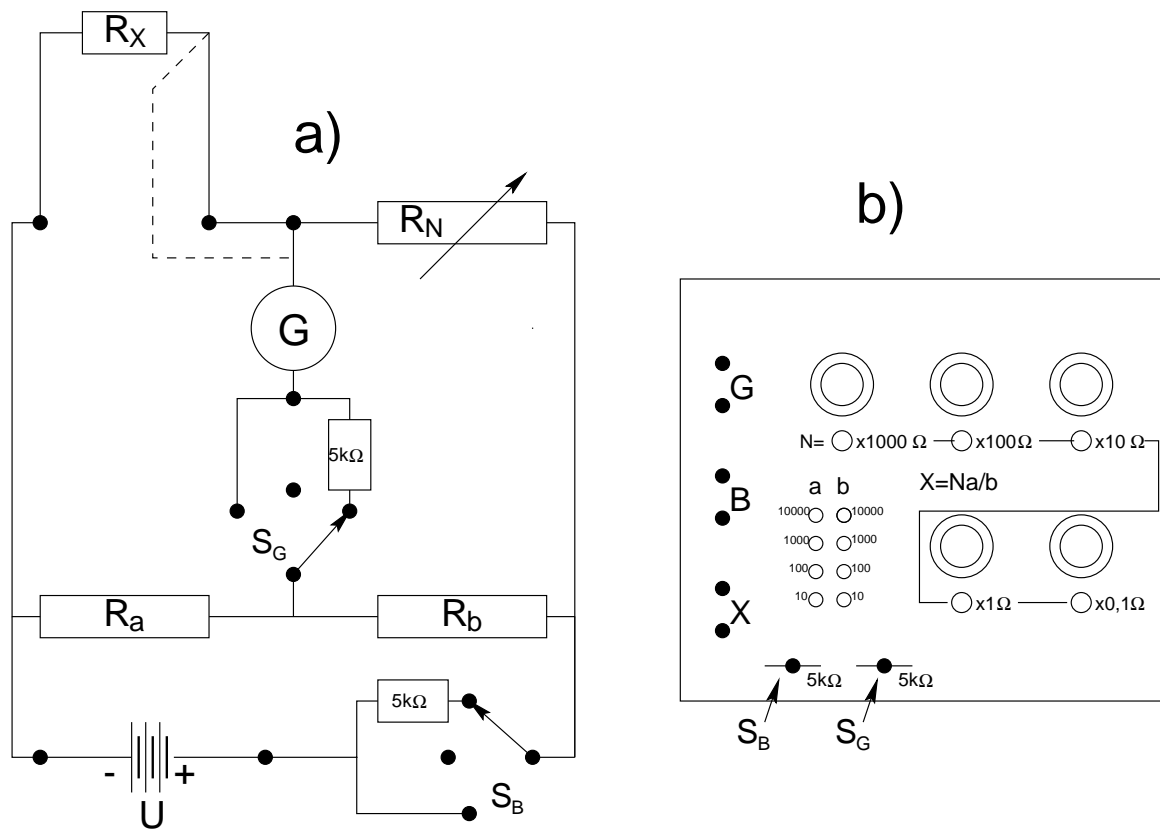 a)
R_X
R_N
G
5kΩ
S_G
R_a
R_b
5kΩ
- +
U
S_B
b)
G
N= x1000 Ω x100Ω x10 Ω
B
a b
X=Na/b
10000 10000
1000 1000
100 100
10 10
X
x1Ω x0,1Ω
5kΩ 5kΩ
S_B S_G